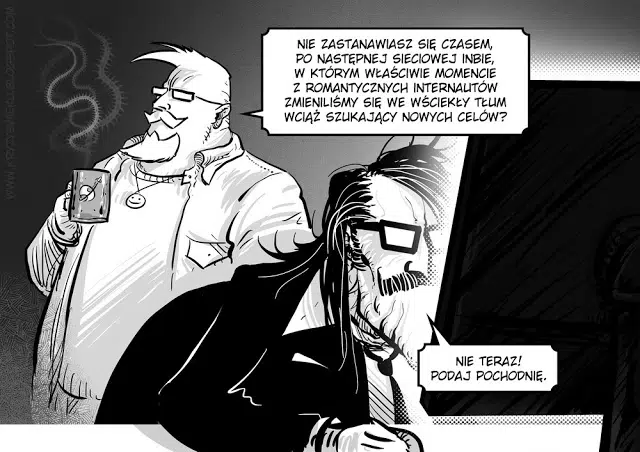 NIE ZASTANAWIASZ SIĘ CZASEM,
PO NASTĘPNEJ SIECIOWEJ INBIE,
W KTÓRYM WŁAŚCIWIE MOMENCIE
Z ROMANTYCZNYCH INTERNAUTÓW
ZMIENILIŚMY SIĘ WE WŚCIEKŁY TŁUM
WCIĄŻ SZUKAJĄCY NOWYCH CELÓW?
NIE TERAZ!
PODAJ POCHODNIĘ.